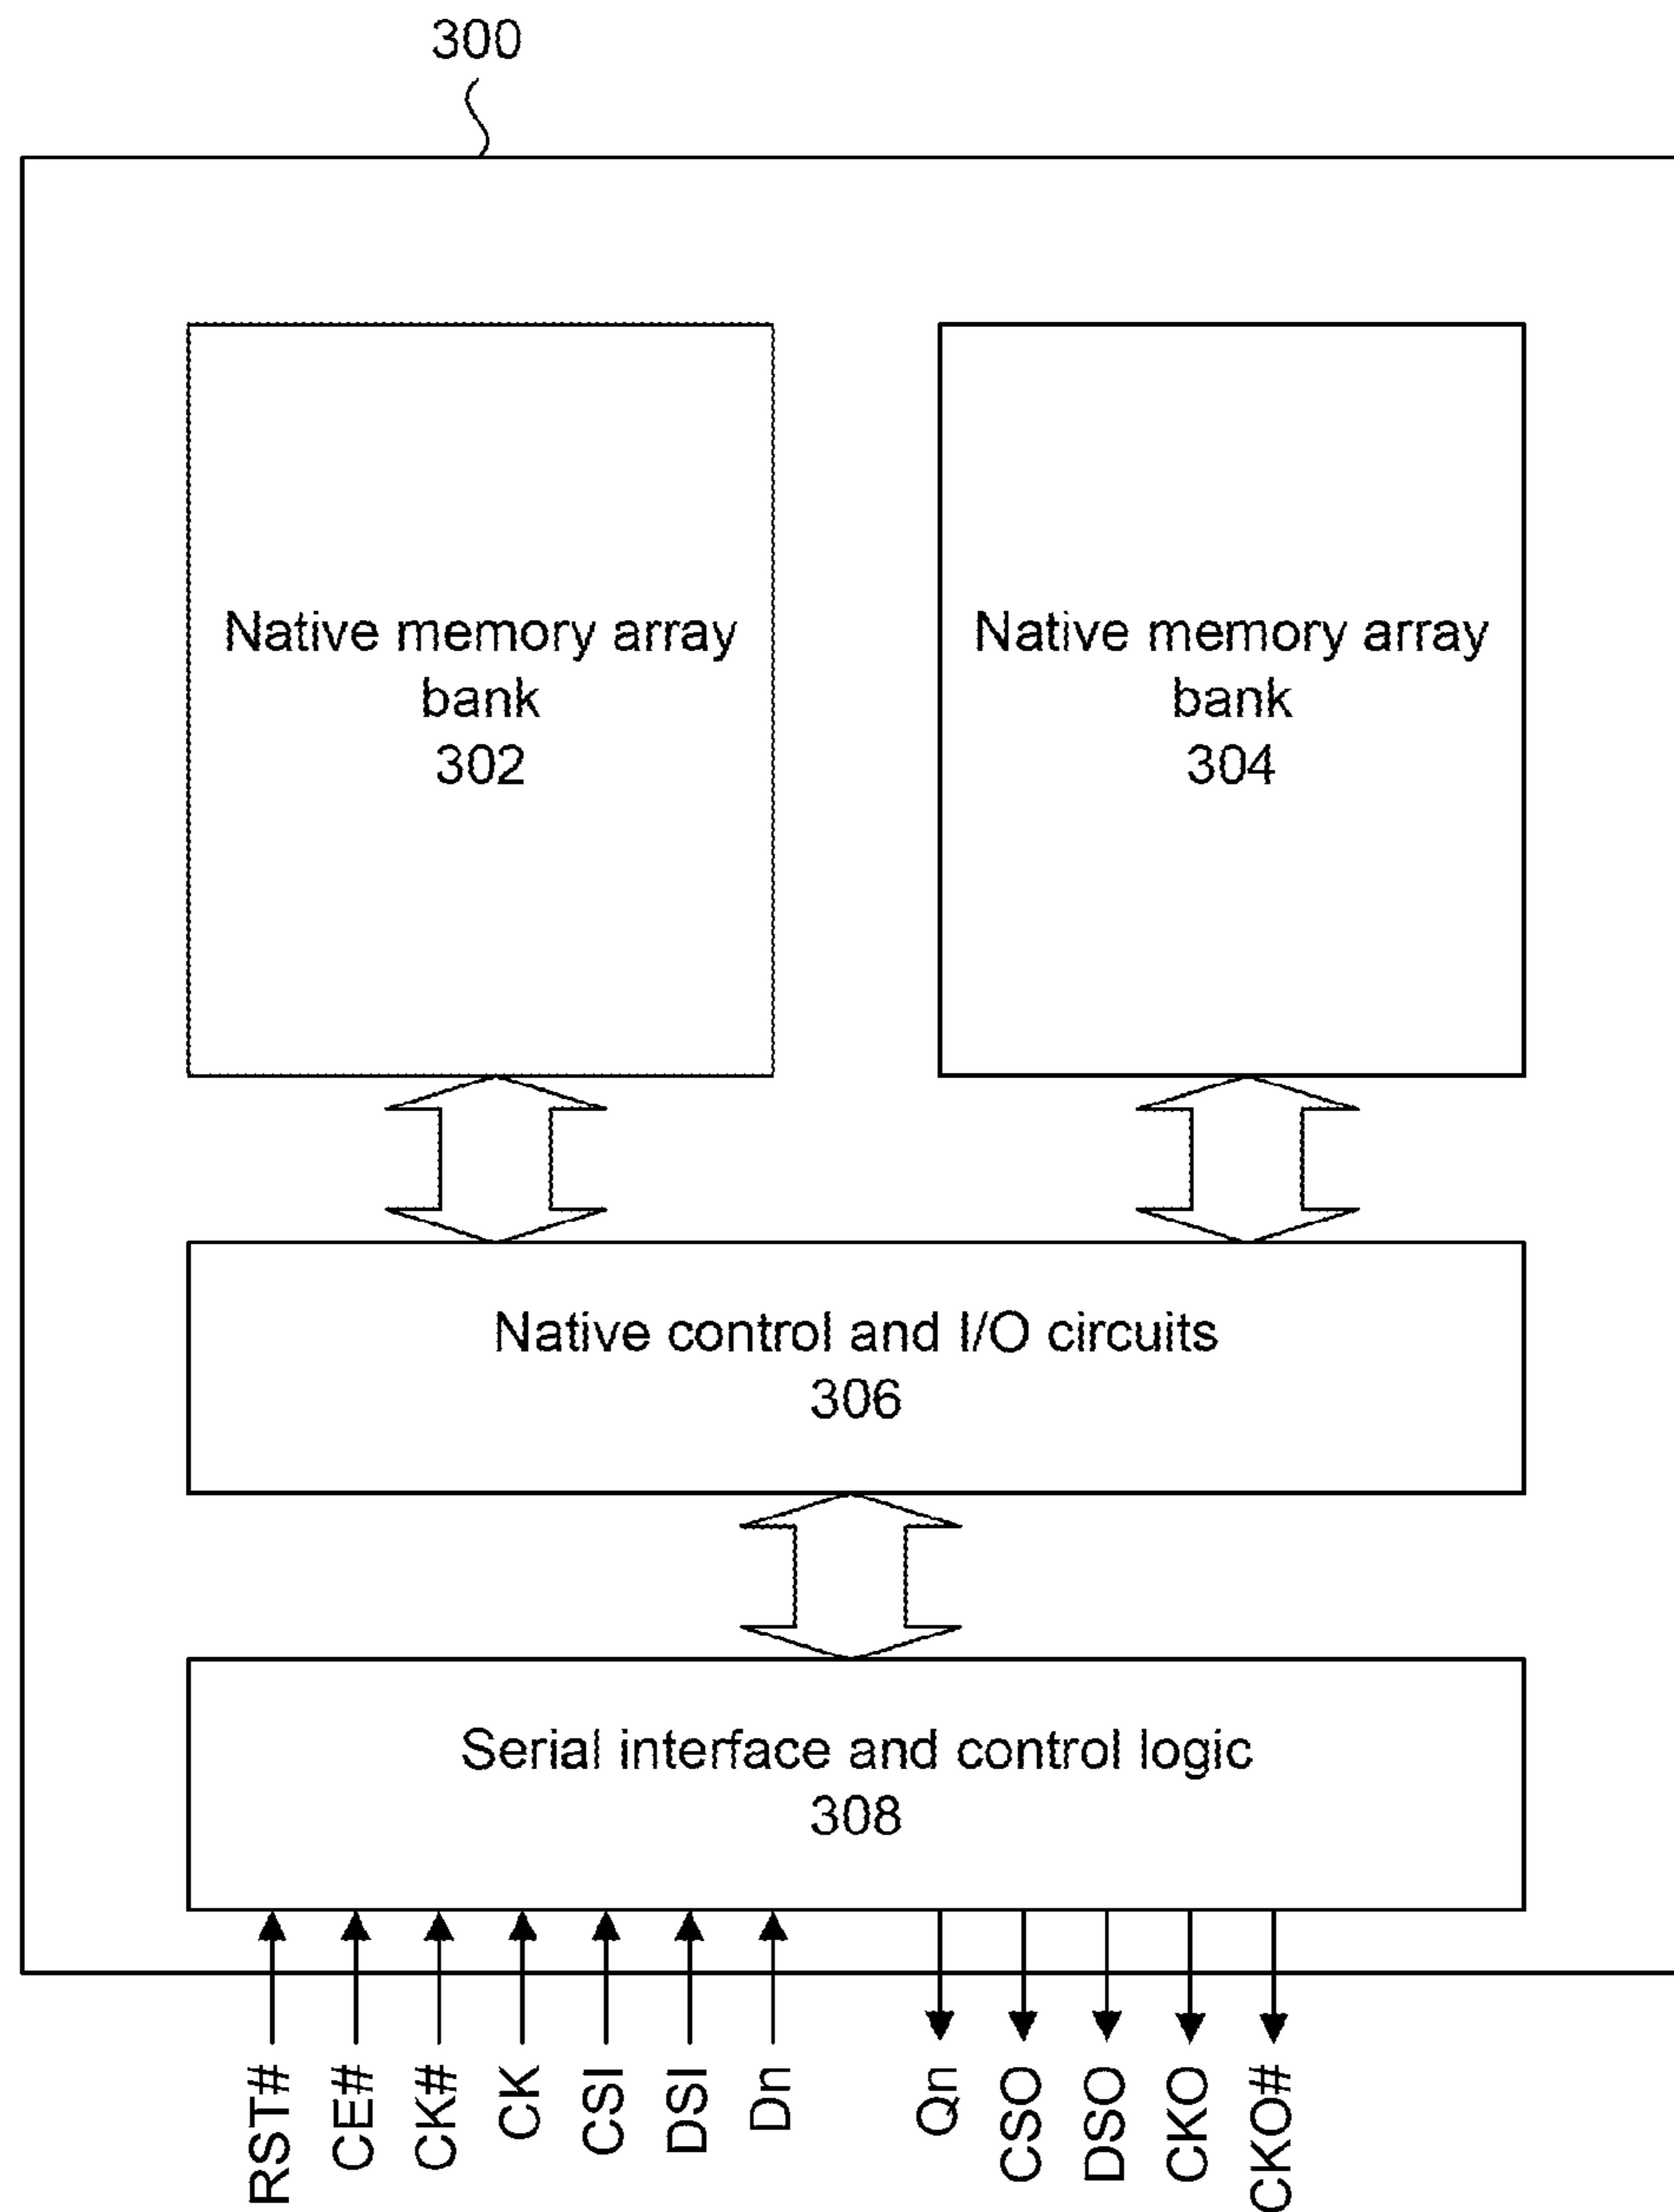 300
Native memory array
bank
302
Native memory array
bank
304
Native control and I/O circuits
306
Serial interface and control logic
308
RST#
CE#
CK#
CK
CSI
DSI
Dn
Qn
CSO
DSO
CKO
CKO#